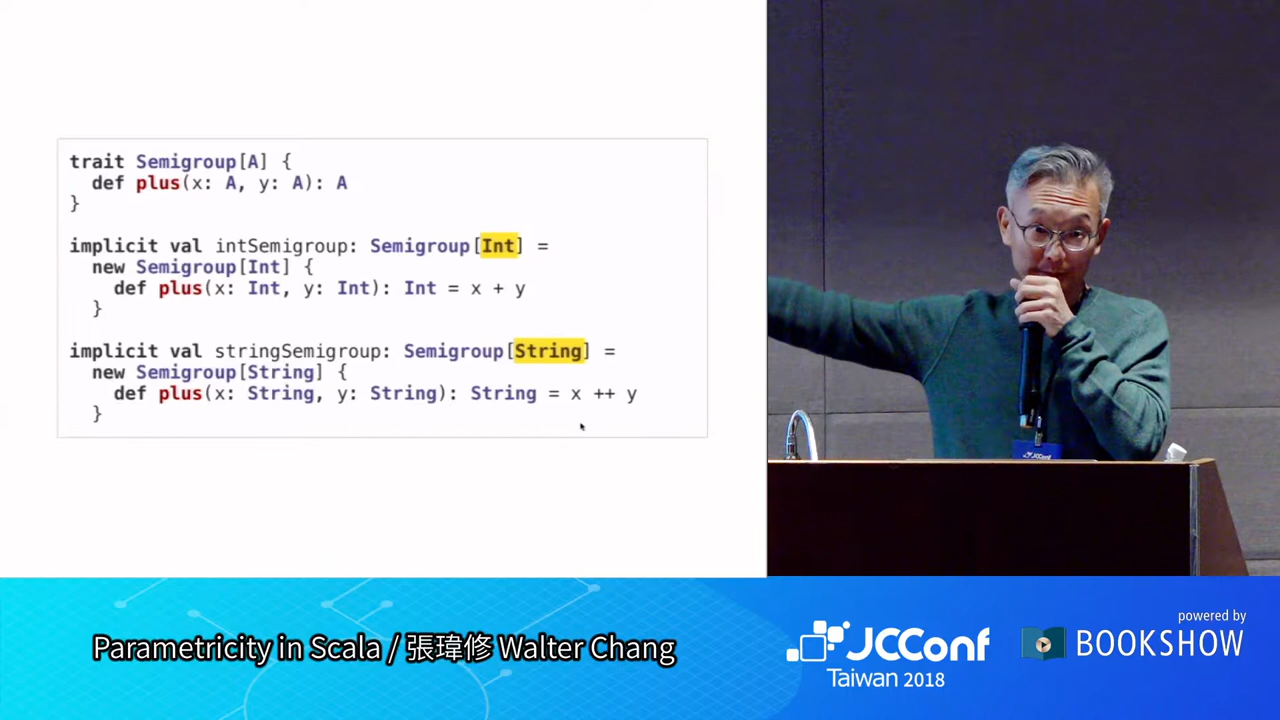 trait Semigroup[A] {
  def plus(x: A, y: A): A
}
implicit val intSemigroup: Semigroup[Int] =
  new Semigroup[Int] {
    def plus(x: Int, y: Int): Int = x + y
  }
implicit val stringSemigroup: Semigroup[String] =
  new Semigroup[String] {
    def plus(x: String, y: String): String = x ++ y
  }
JCConf
Parametricity in Scala / 張瑋修 Walter Chang
JCConf
Taiwan 2018
powered by
BOOKSHOW